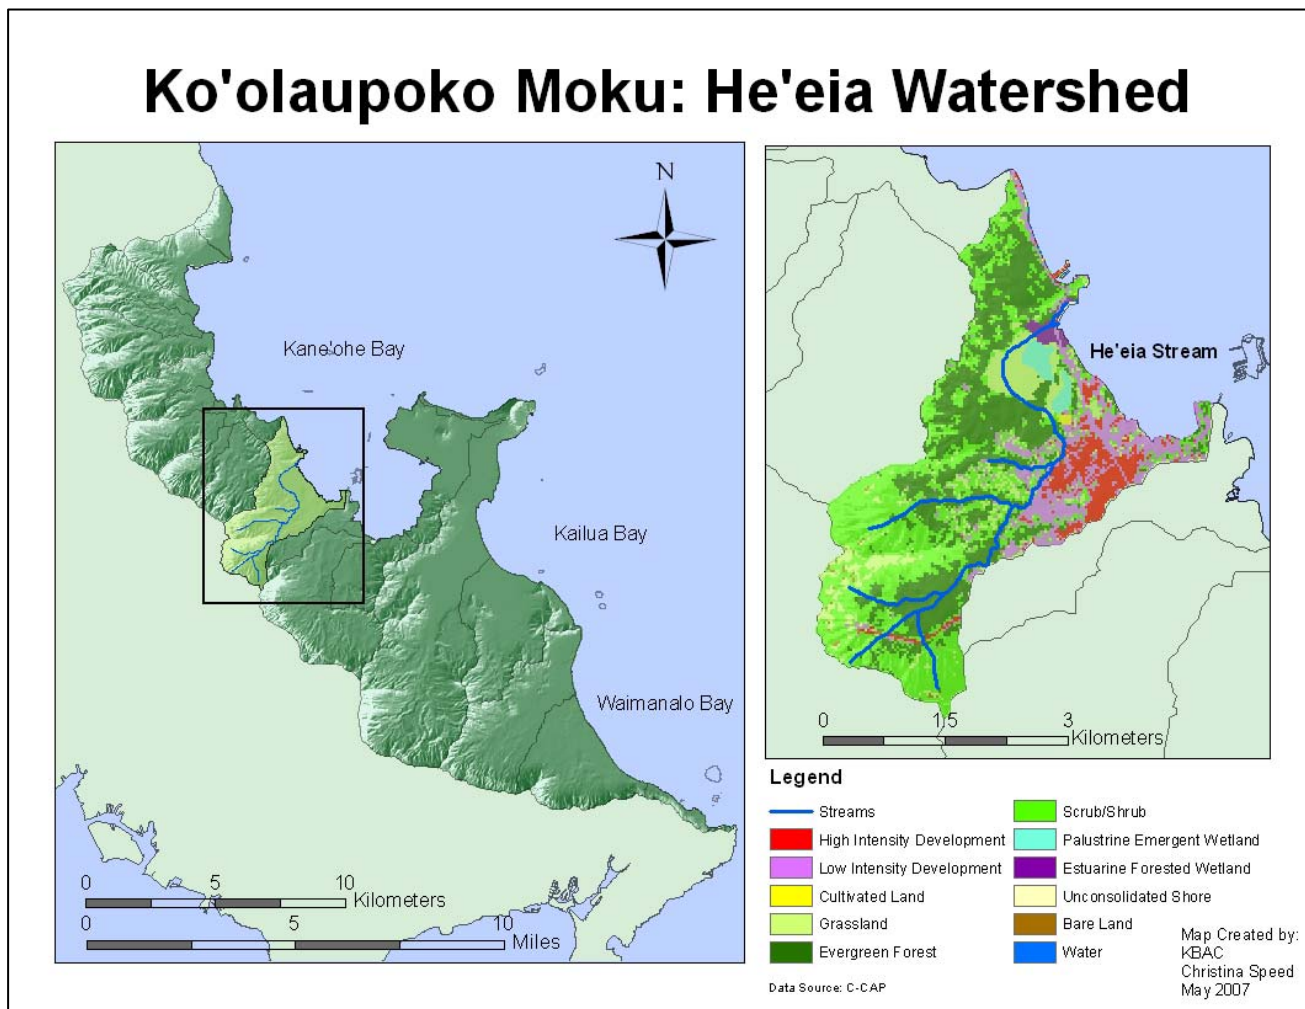 Ko'olaupoko Moku: He'eia Watershed
N
Kane'ohe Bay
Kailua Bay
Waimanalo Bay
0 5 10
Kilometers
0 5 10
Miles
He'eia Stream
0 1.5 3
Kilometers
Legend
Streams
High Intensity Development
Low Intensity Development
Cultivated Land
Grassland
Evergreen Forest
Scrub/Shrub
Palustrine Emergent Wetland
Estuarine Forested Wetland
Unconsolidated Shore
Bare Land
Water
Data Source: C-CAP
Map Created by:
KBAC
Christina Speed
May 2007